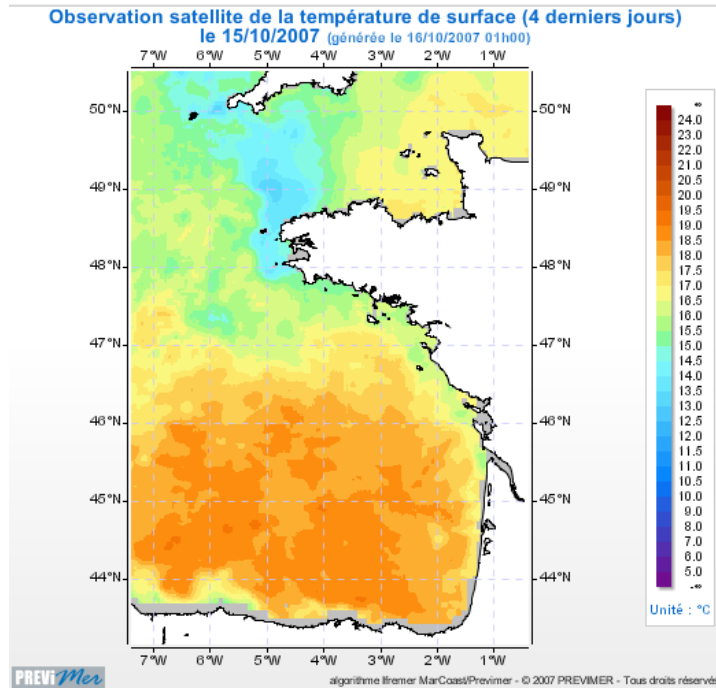 Observation satellite de la température de surface (4 derniers jours)
le 15/10/2007 (générée le 16/10/2007 01h00)
7°W 6°W 5°W 4°W 3°W 2°W 1°W
50°N 50°N
49°N 49°N
48°N 48°N
47°N 47°N
46°N 46°N
45°N 45°N
44°N 44°N
7°W 6°W 5°W 4°W 3°W 2°W 1°W
∞
24.0
22.0
21.0
20.5
20.0
19.5
19.0
18.5
18.0
17.5
17.0
16.5
16.0
15.5
15.0
14.5
14.0
13.5
13.0
12.5
12.0
11.5
11.0
10.5
10.0
9.0
8.0
7.0
6.0
5.0
-∞
Unité : °C
PREViMer
algorithme Ifremer MarCoast/Previmer - © 2007 PREVIMER - Tous droits réservés